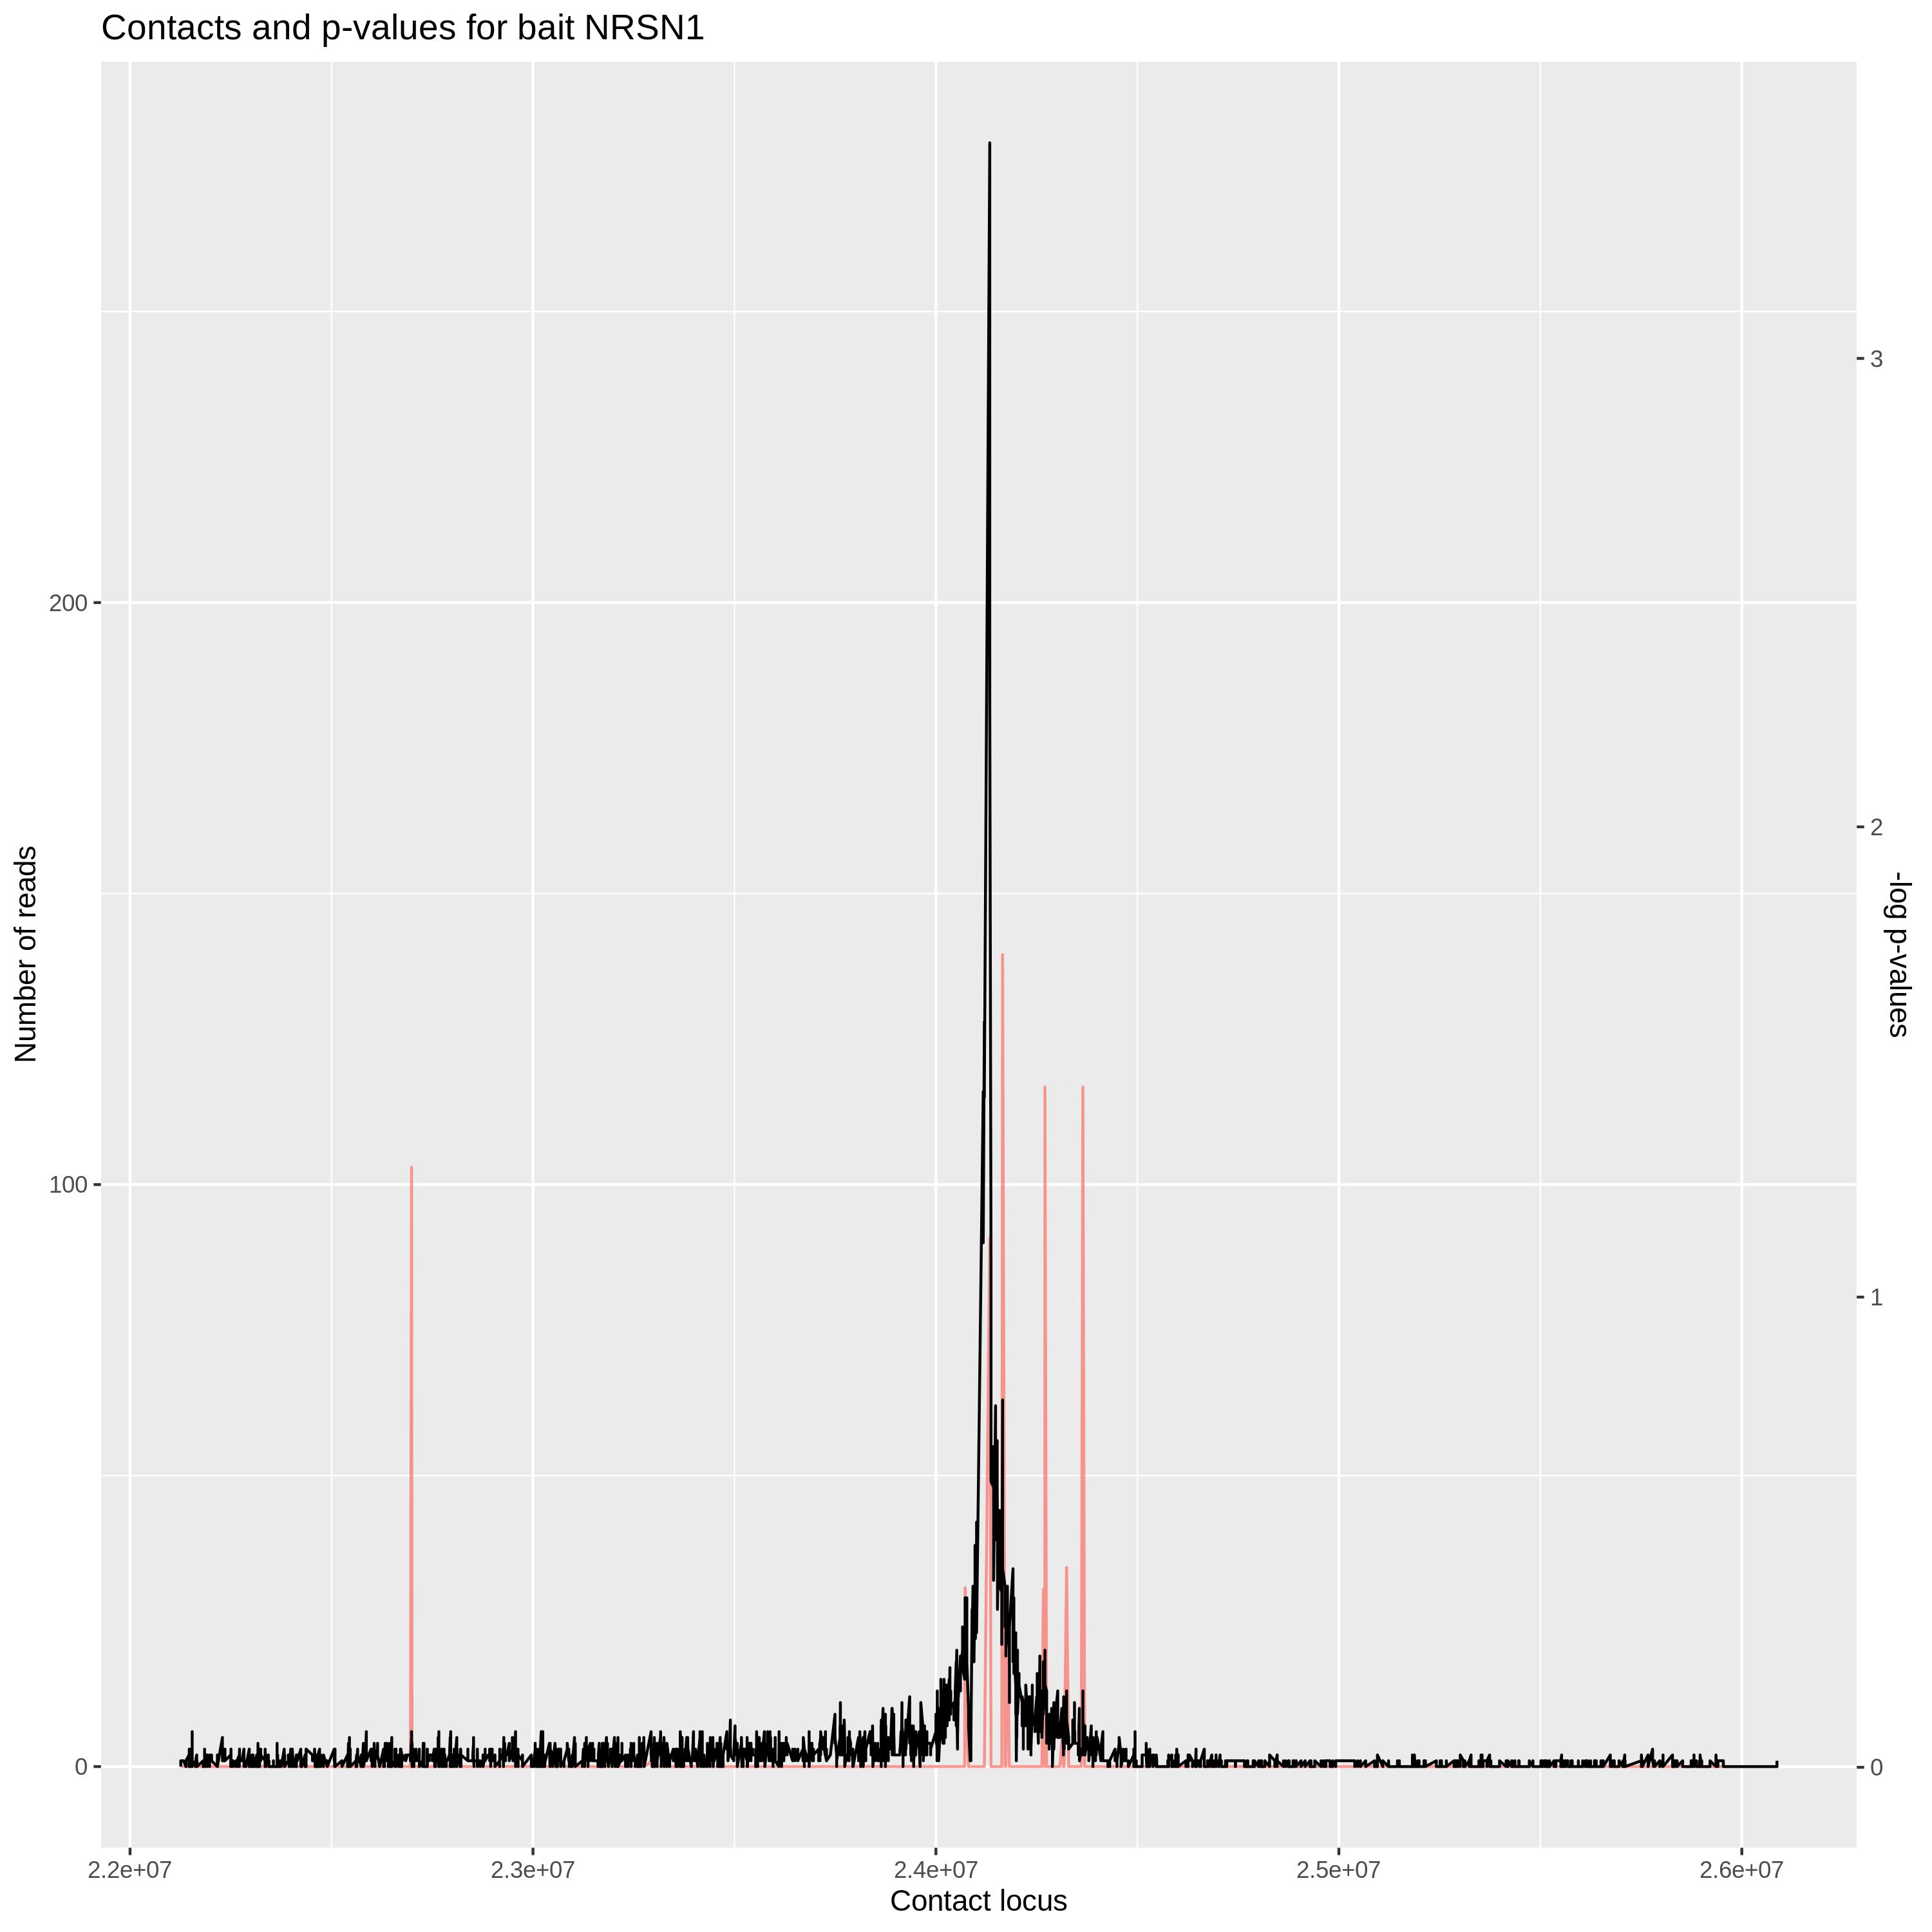 Contacts and p-values for bait NRSN1
Number of reads
200
100
0
3
2
1
0
-log p-values
2.2e+07 2.3e+07 2.4e+07 2.5e+07 2.6e+07
Contact locus